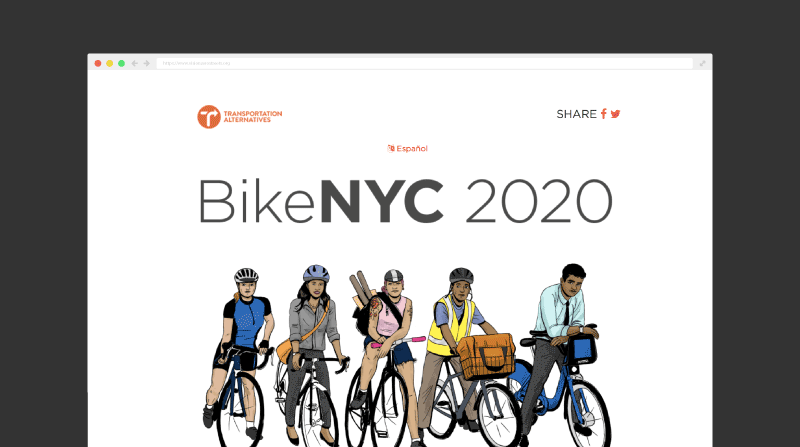 TRANSPORTATION
ALTERNATIVES
SHARE
Español
BikeNYC 2020